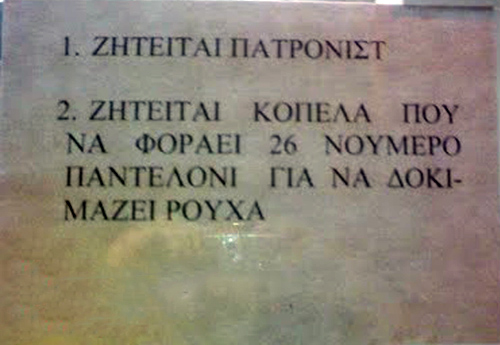 1. ΖΗΤΕΙΤΑΙ ΠΑΤΡΟΝΙΣΤ
2. ΖΗΤΕΙΤΑΙ ΚΟΠΕΛΑ ΠΟΥ
ΝΑ ΦΟΡΑΕΙ 26 ΝΟΥΜΕΡΟ
ΠΑΝΤΕΛΟΝΙ ΓΙΑ ΝΑ ΔΟΚΙ-
ΜΑΖΕΙ ΡΟΥΧΑ